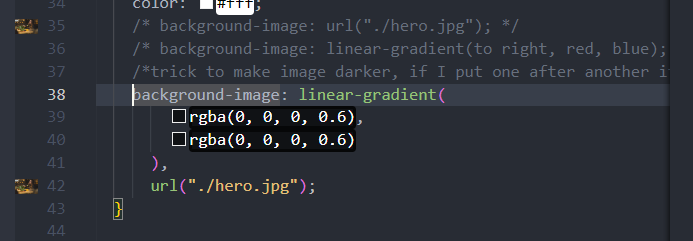 34 color: #fff;
35 /* background-image: url("./hero.jpg"); */
36 /* background-image: linear-gradient(to right, red, blue);
37 /*trick to make image darker, if I put one after another i
38 background-image: linear-gradient(
39 rgba(0, 0, 0, 0.6),
40 rgba(0, 0, 0, 0.6)
41 ),
42 url("./hero.jpg");
43 }
44